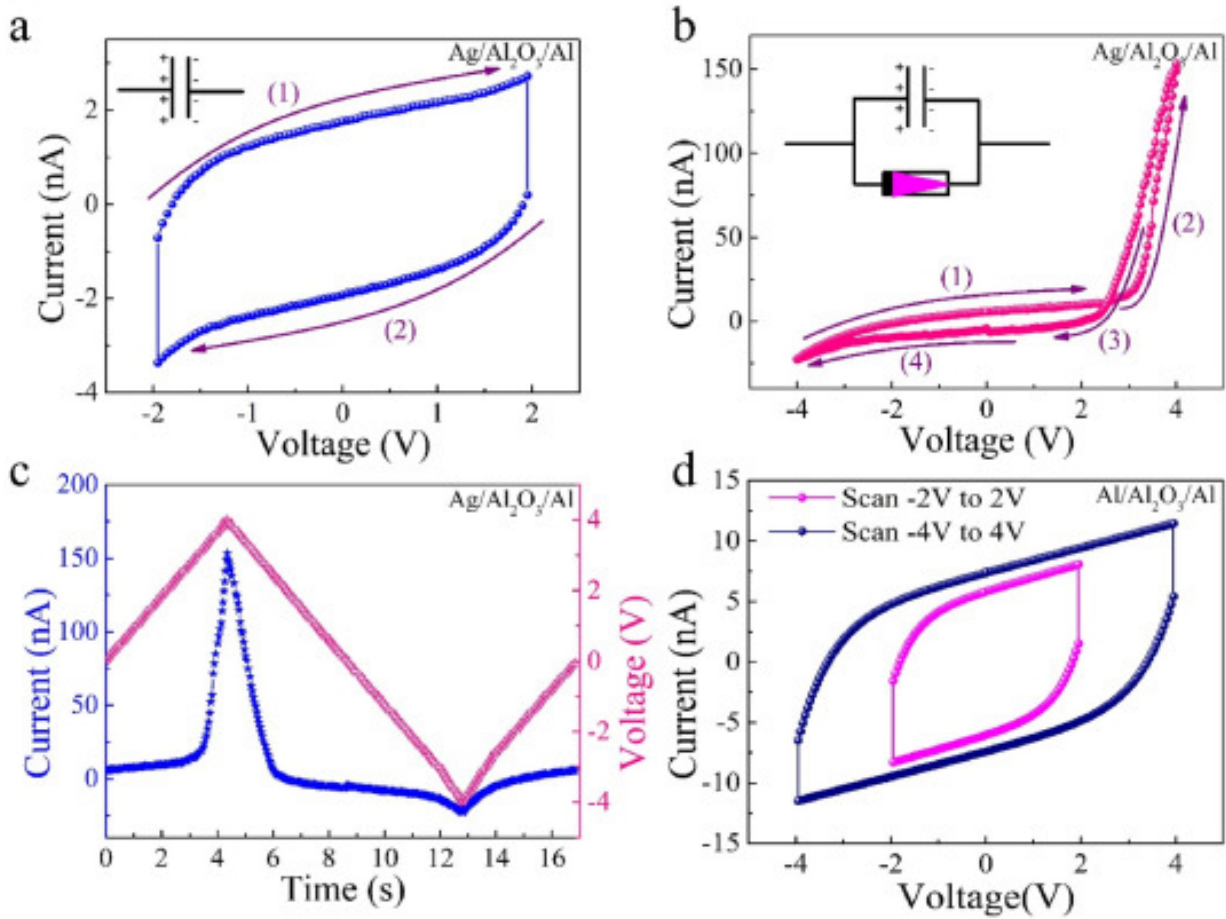 a
Ag/Al₂O₃/Al
+ -
+ -
+ -
+ -
(1)
(2)
Current (nA)
2
0
-2
-4
-2 -1 0 1 2
Voltage (V)
b
Ag/Al₂O₃/Al
+ -
+ -
+ -
+ -
(1)
(2)
(3)
(4)
Current (nA)
150
100
50
0
-4 -2 0 2 4
Voltage (V)
c
Ag/Al₂O₃/Al
Current (nA)
200
150
100
50
0
4
2
0
-2
-4
Voltage (V)
0 2 4 6 8 10 12 14 16
Time (s)
d
Al/Al₂O₃/Al
Scan -2V to 2V
Scan -4V to 4V
Current (nA)
15
10
5
0
-5
-10
-15
-4 -2 0 2 4
Voltage(V)